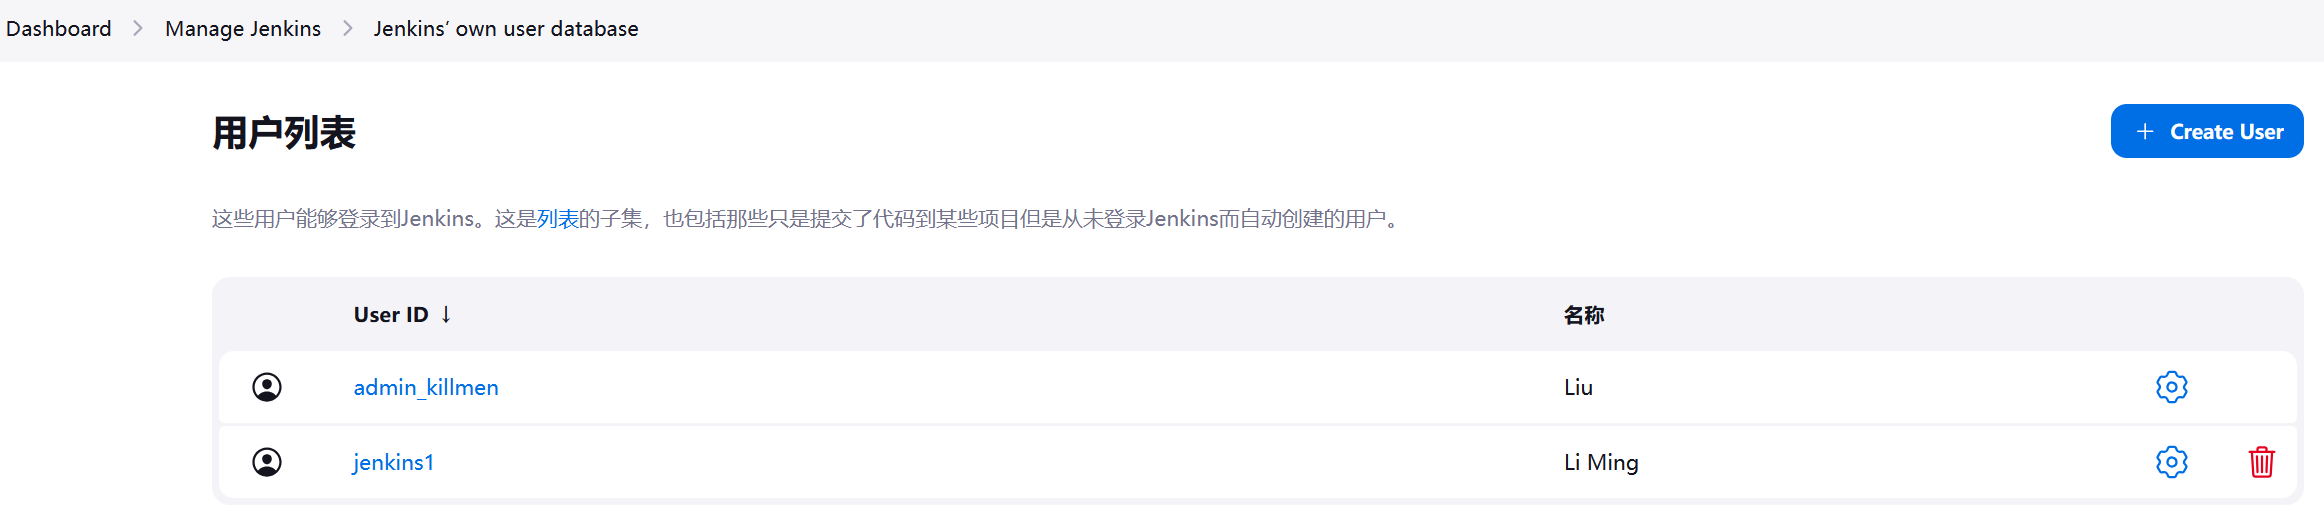 Dashboard > Manage Jenkins > Jenkins’ own user database
用户列表
+ Create User
这些用户能够登录到Jenkins。这是列表的子集，也包括那些只是提交了代码到某些项目但是从未登录Jenkins而自动创建的用户。
User ID ↓ 名称
admin_killmen Liu
jenkins1 Li Ming